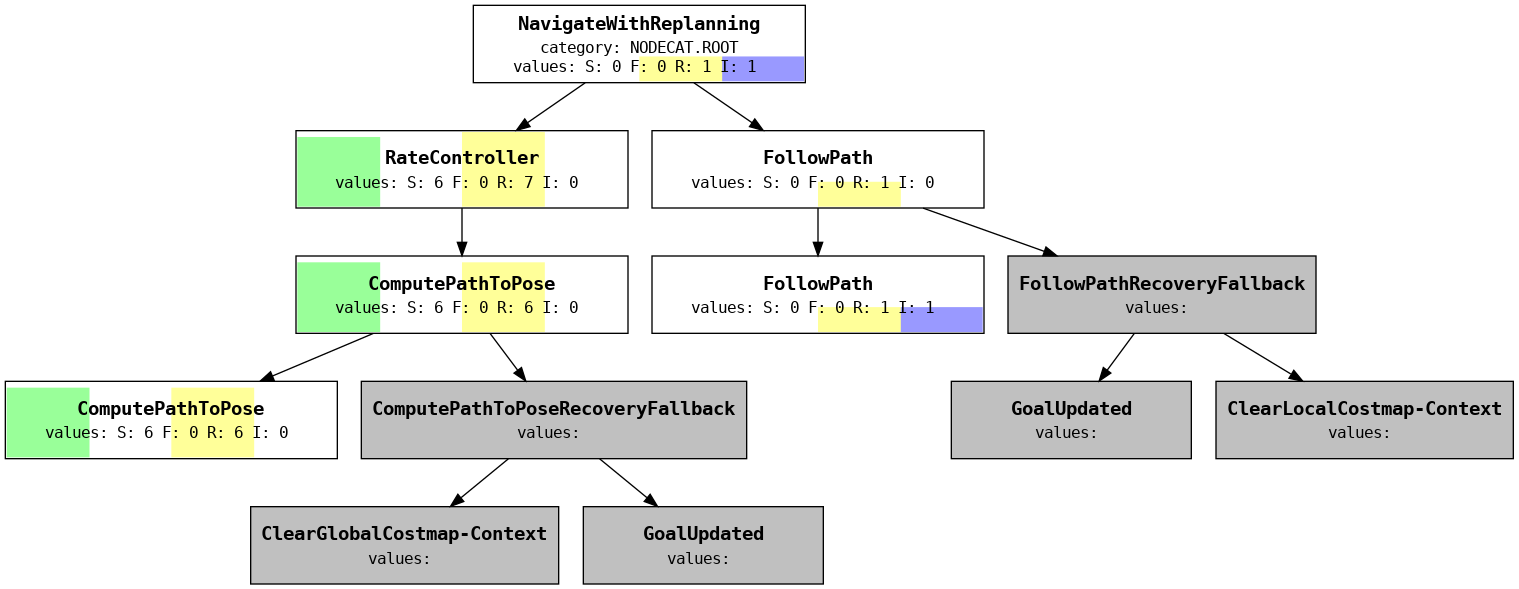 NavigateWithReplanning
category: NODECAT.ROOT
values: S: 0 F: 0 R: 1 I: 1
RateController
values: S: 6 F: 0 R: 7 I: 0
FollowPath
values: S: 0 F: 0 R: 1 I: 0
ComputePathToPose
values: S: 6 F: 0 R: 6 I: 0
FollowPath
values: S: 0 F: 0 R: 1 I: 1
FollowPathRecoveryFallback
values:
ComputePathToPose
values: S: 6 F: 0 R: 6 I: 0
ComputePathToPoseRecoveryFallback
values:
GoalUpdated
values:
ClearLocalCostmap-Context
values:
ClearGlobalCostmap-Context
values:
GoalUpdated
values: